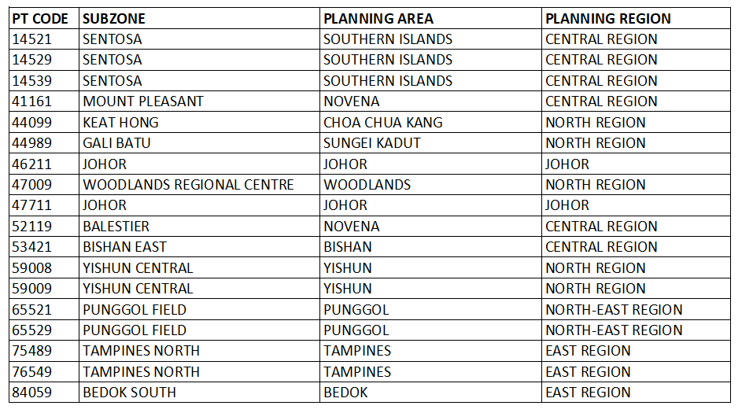 PT CODE SUBZONE PLANNING AREA PLANNING REGION
14521 SENTOSA SOUTHERN ISLANDS CENTRAL REGION
14529 SENTOSA SOUTHERN ISLANDS CENTRAL REGION
14539 SENTOSA SOUTHERN ISLANDS CENTRAL REGION
41161 MOUNT PLEASANT NOVENA CENTRAL REGION
44099 KEAT HONG CHOA CHUA KANG NORTH REGION
44989 GALI BATU SUNGEI KADUT NORTH REGION
46211 JOHOR JOHOR JOHOR
47009 WOODLANDS REGIONAL CENTRE WOODLANDS NORTH REGION
47711 JOHOR JOHOR JOHOR
52119 BALESTIER NOVENA CENTRAL REGION
53421 BISHAN EAST BISHAN CENTRAL REGION
59008 YISHUN CENTRAL YISHUN NORTH REGION
59009 YISHUN CENTRAL YISHUN NORTH REGION
65521 PUNGGOL FIELD PUNGGOL NORTH-EAST REGION
65529 PUNGGOL FIELD PUNGGOL NORTH-EAST REGION
75489 TAMPINES NORTH TAMPINES EAST REGION
76549 TAMPINES NORTH TAMPINES EAST REGION
84059 BEDOK SOUTH BEDOK EAST REGION